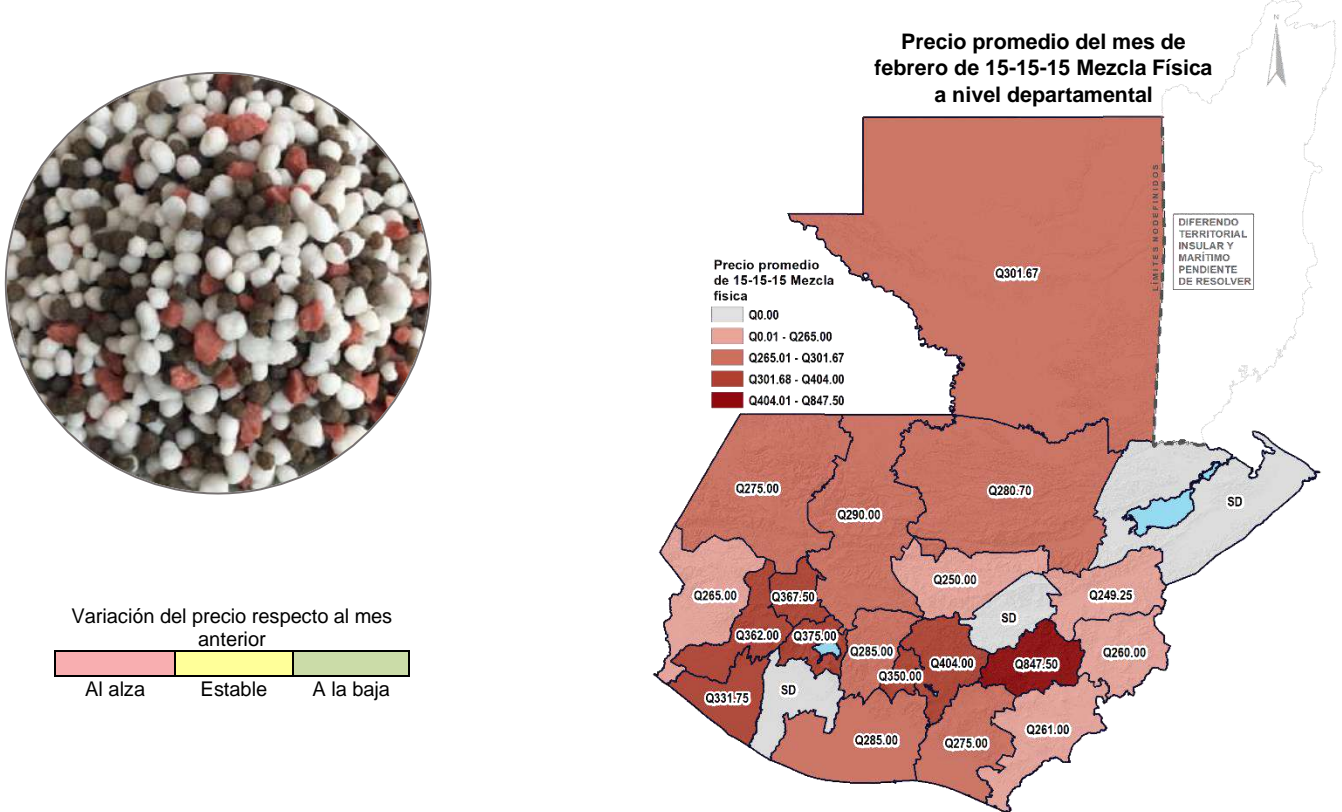 Precio promedio del mes de
febrero de 15-15-15 Mezcla Física
a nivel departamental
N
LÍMITES NO DEFINIDOS
DIFERENDO
TERRITORIAL
INSULAR Y
MARÍTIMO
PENDIENTE
DE RESOLVER
Precio promedio
de 15-15-15 Mezcla
física
Q0.00
Q0.01 - Q265.00
Q265.01 - Q301.67
Q301.68 - Q404.00
Q404.01 - Q847.50
Q301.67
Q275.00
Q290.00
Q280.70
SD
Q265.00
Q367.50
Q250.00
Q249.25
SD
Q362.00
Q375.00
Q285.00
Q404.00
Q847.50
Q260.00
Q350.00
Q331.75
SD
Q285.00
Q275.00
Q261.00
Variación del precio respecto al mes
anterior
Al alza
Estable
A la baja